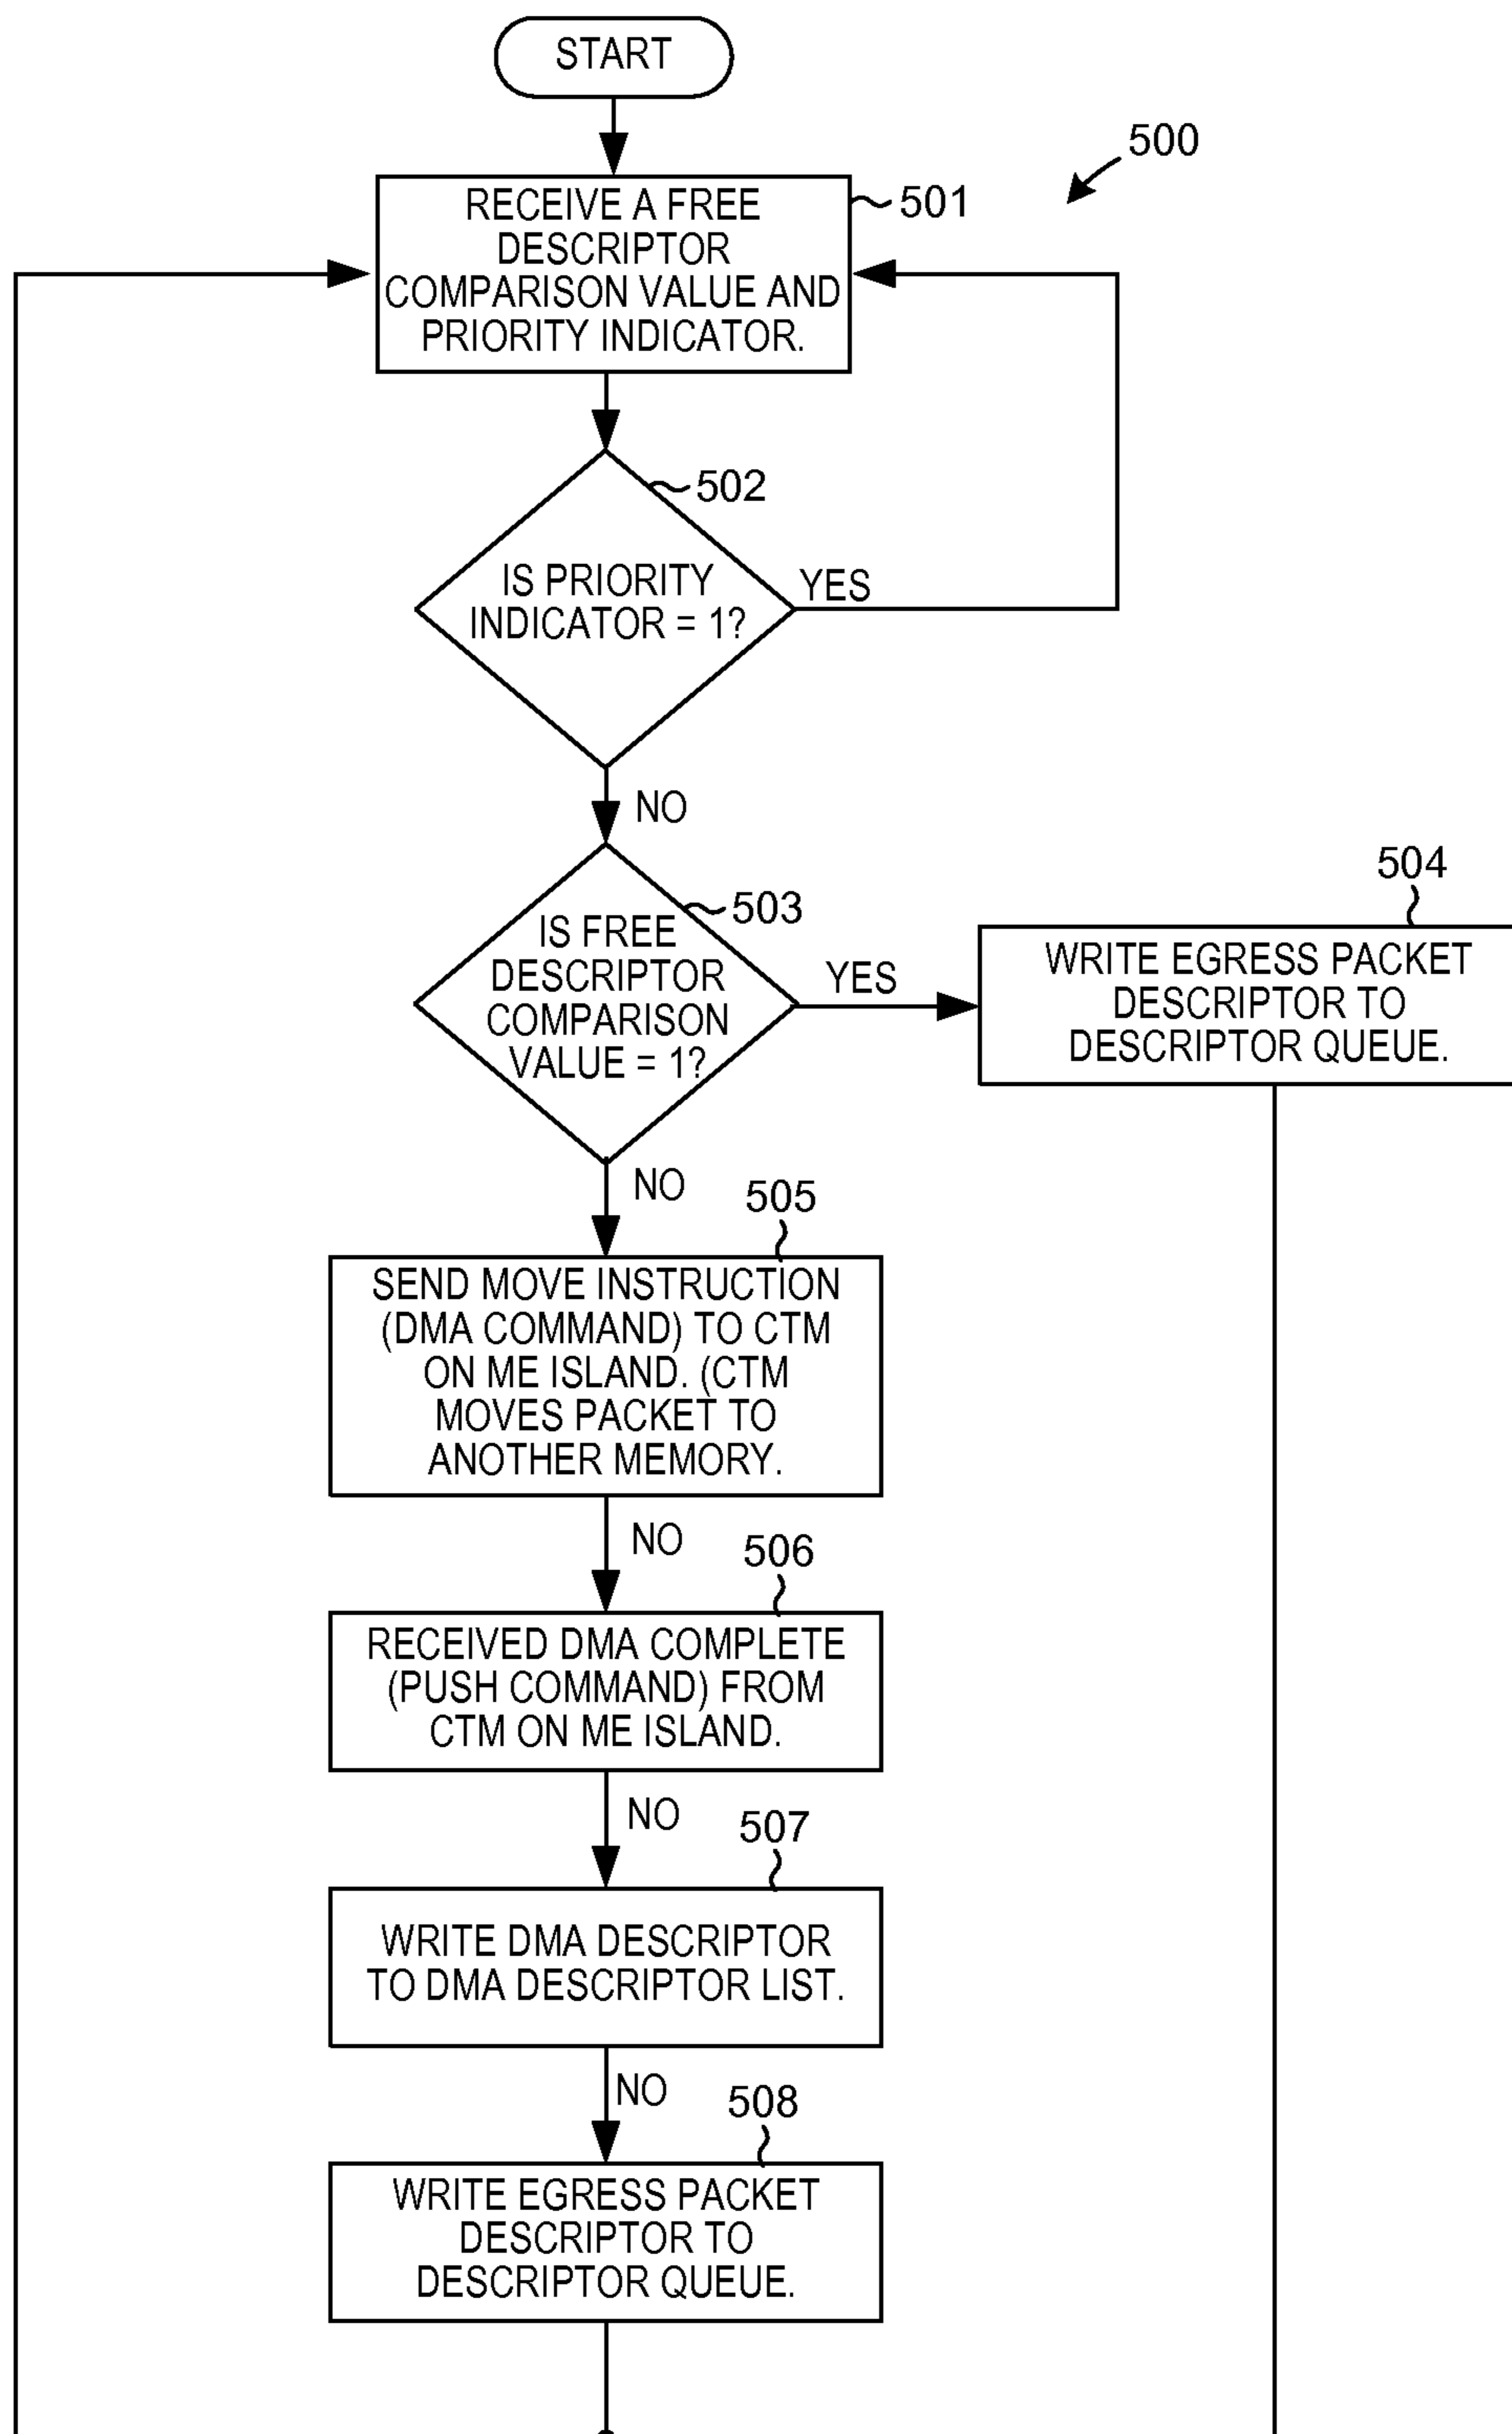 START
500
RECEIVE A FREE
DESCRIPTOR
COMPARISON VALUE AND
PRIORITY INDICATOR.
501
502
IS PRIORITY
INDICATOR = 1?
YES
NO
503
IS FREE
DESCRIPTOR
COMPARISON
VALUE = 1?
YES
504
WRITE EGRESS PACKET
DESCRIPTOR TO
DESCRIPTOR QUEUE.
NO
505
SEND MOVE INSTRUCTION
(DMA COMMAND) TO CTM
ON ME ISLAND. (CTM
MOVES PACKET TO
ANOTHER MEMORY.
NO
506
RECEIVED DMA COMPLETE
(PUSH COMMAND) FROM
CTM ON ME ISLAND.
NO
507
WRITE DMA DESCRIPTOR
TO DMA DESCRIPTOR LIST.
NO
508
WRITE EGRESS PACKET
DESCRIPTOR TO
DESCRIPTOR QUEUE.